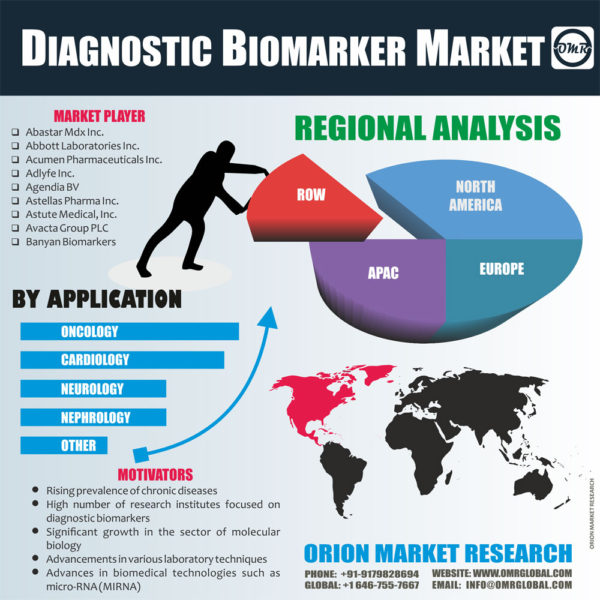 DIAGNOSTIC BIOMARKER MARKET
OMR
MARKET PLAYER
Abastar Mdx Inc.
Abbott Laboratories Inc.
Acumen Pharmaceuticals Inc.
Adlyfe Inc.
Agendia BV
Astellas Pharma Inc.
Astute Medical, Inc.
Avacta Group PLC
Banyan Biomarkers
REGIONAL ANALYSIS
ROW
NORTH
AMERICA
APAC
EUROPE
BY APPLICATION
ONCOLOGY
CARDIOLOGY
NEUROLOGY
NEPHROLOGY
OTHER
MOTIVATORS
Rising prevalence of chronic diseases
High number of research institutes focused on
diagnostic biomarkers
Significant growth in the sector of molecular
biology
Advancements in various laboratory techniques
Advances in biomedical technologies such as
micro-RNA (MIRNA)
ORION MARKET RESEARCH
PHONE: +91-9179828694 WEBSITE: WWW.OMRGLOBAL.COM
GLOBAL: +1 646-755-7667 EMAIL: INFO@OMRGLOBAL.COM
ORION MARKET RESEARCH